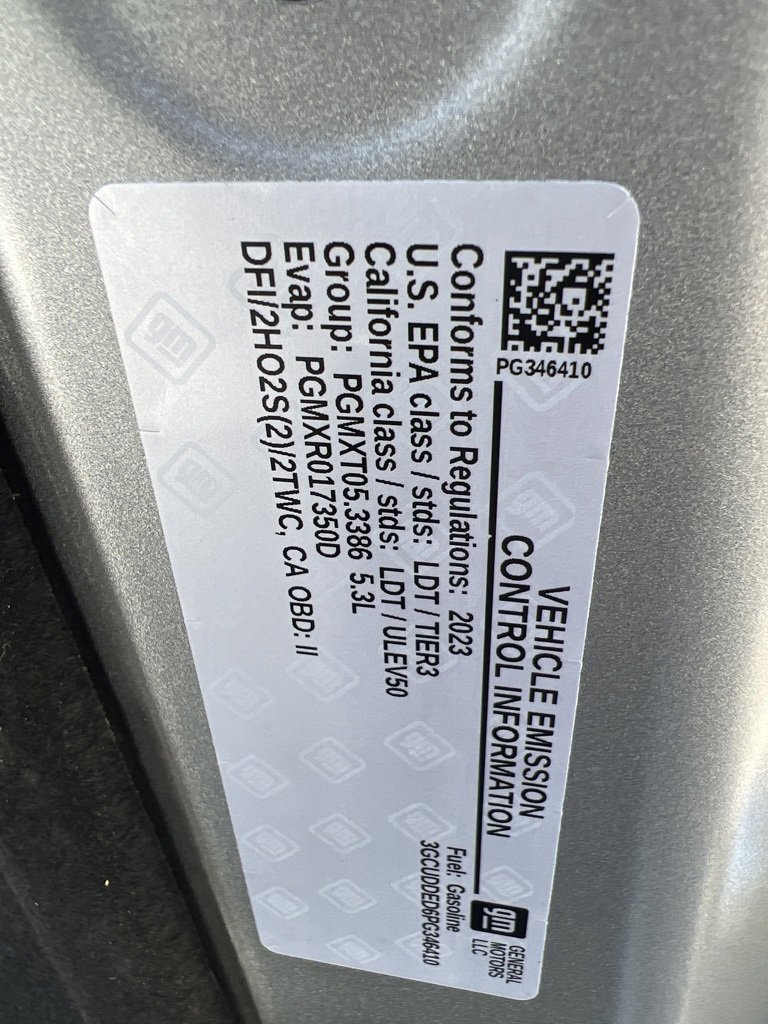 PG346410
VEHICLE EMISSION
CONTROL INFORMATION
gm
GENERAL
MOTORS
LLC
Conforms to Regulations: 2023
U.S. EPA class / stds: LDT / TIER3
California class / stds: LDT / ULEV50
Group: PGMXT05.3386 5.3L
Evap: PGMXR017350D
DFI/2HO2S(2)/2TWC, CA OBD: II
Fuel: Gasoline
3GCUDDED6PG346410